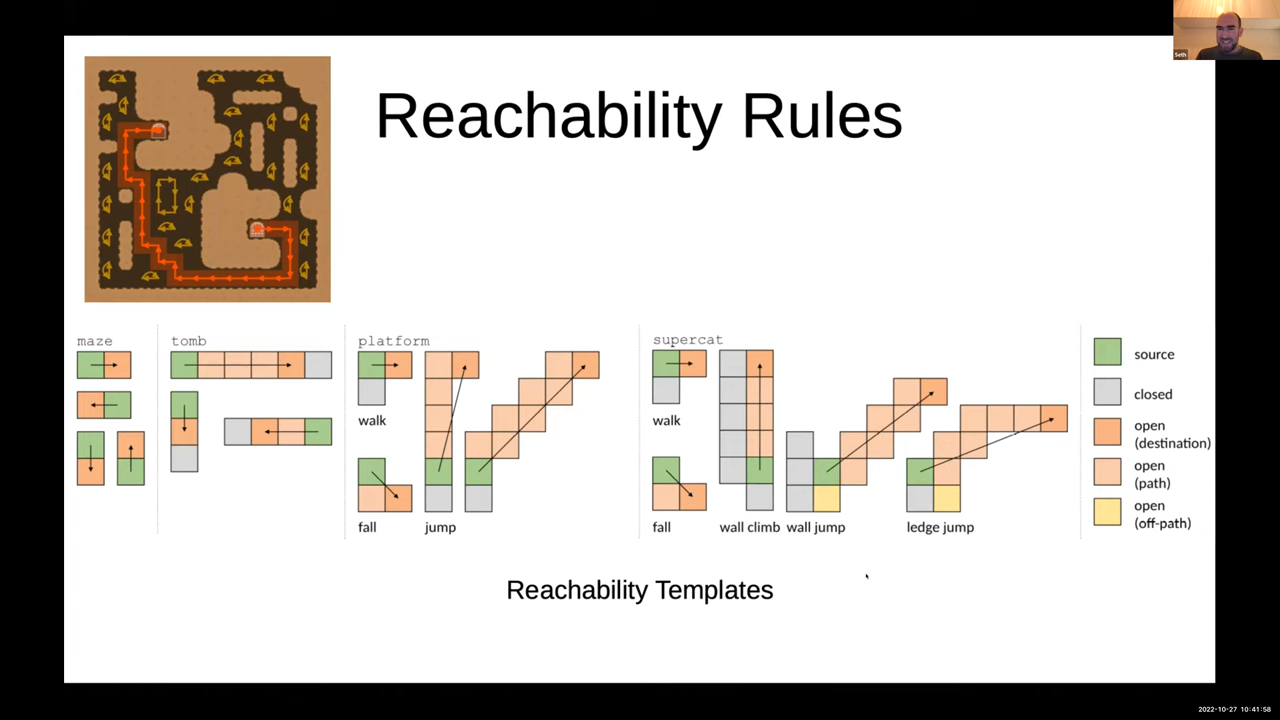 Seth
Reachability Rules
maze
tomb
platform
supercat
walk
walk
fall
jump
fall
wall climb
wall jump
ledge jump
source
closed
open
(destination)
open
(path)
open
(off-path)
Reachability Templates
2022-10-27 10:41:58